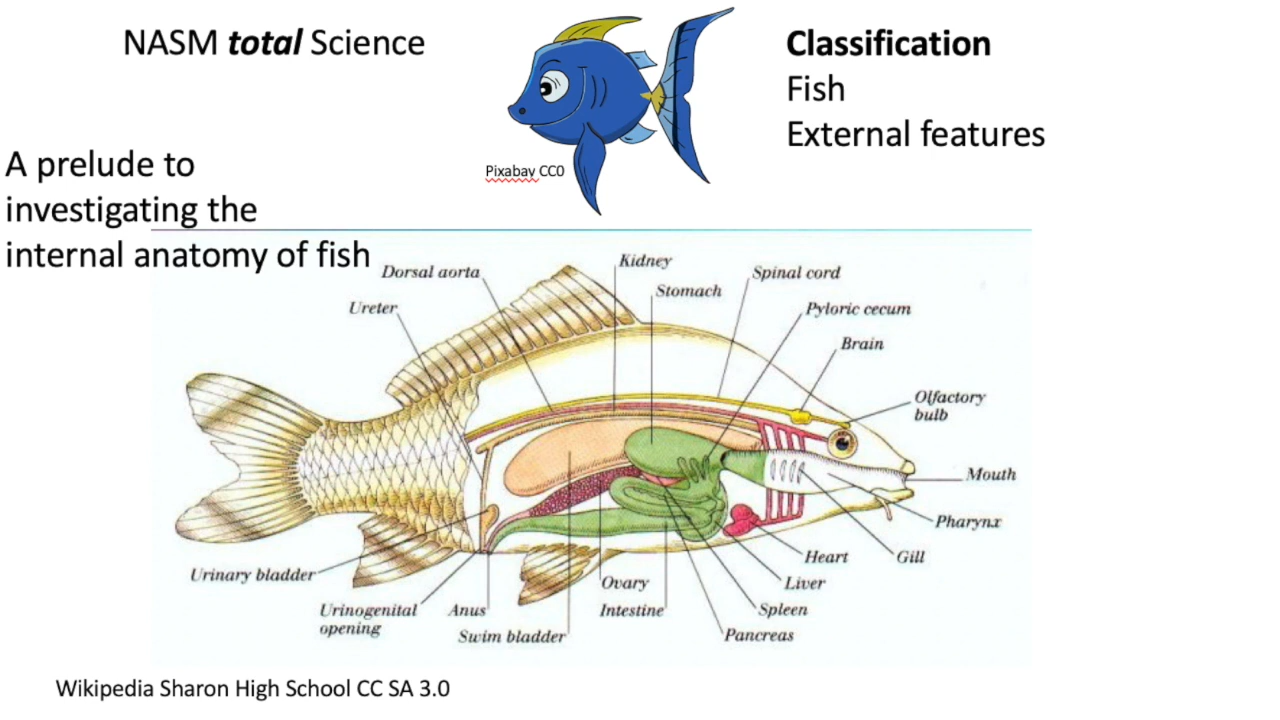 NASM total Science
Classification
Fish
External features
A prelude to
investigating the
internal anatomy of fish
Pixabay CC0
Dorsal aorta
Kidney
Spinal cord
Ureter
Stomach
Pyloric cecum
Brain
Olfactory
bulb
Mouth
Pharynx
Gill
Heart
Liver
Spleen
Pancreas
Ovary
Intestine
Swim bladder
Anus
Urinogenital
opening
Urinary bladder
Wikipedia Sharon High School CC SA 3.0